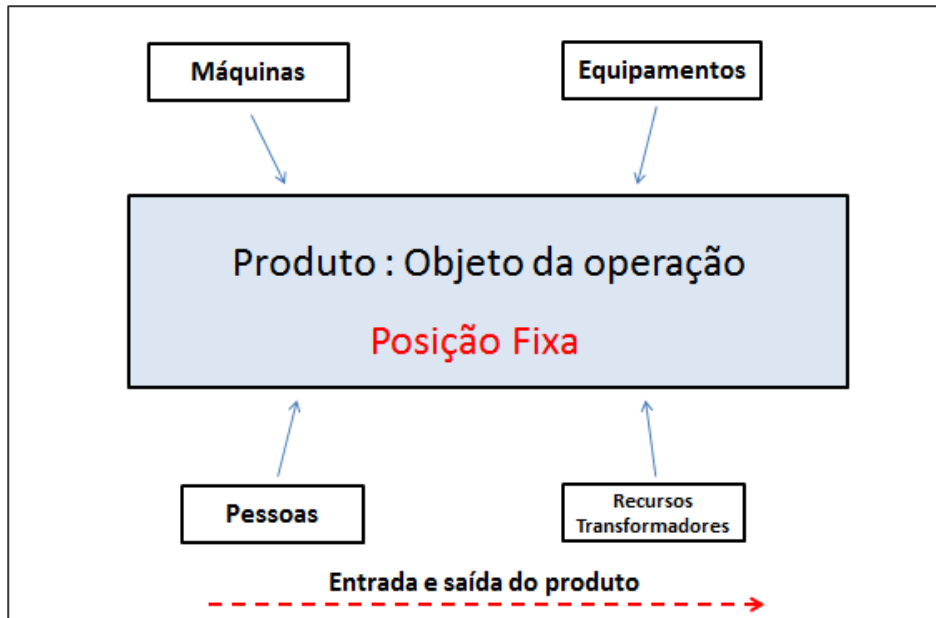 Máquinas
Equipamentos
Produto : Objeto da operação
Posição Fixa
Pessoas
Recursos
Transformadores
Entrada e saída do produto